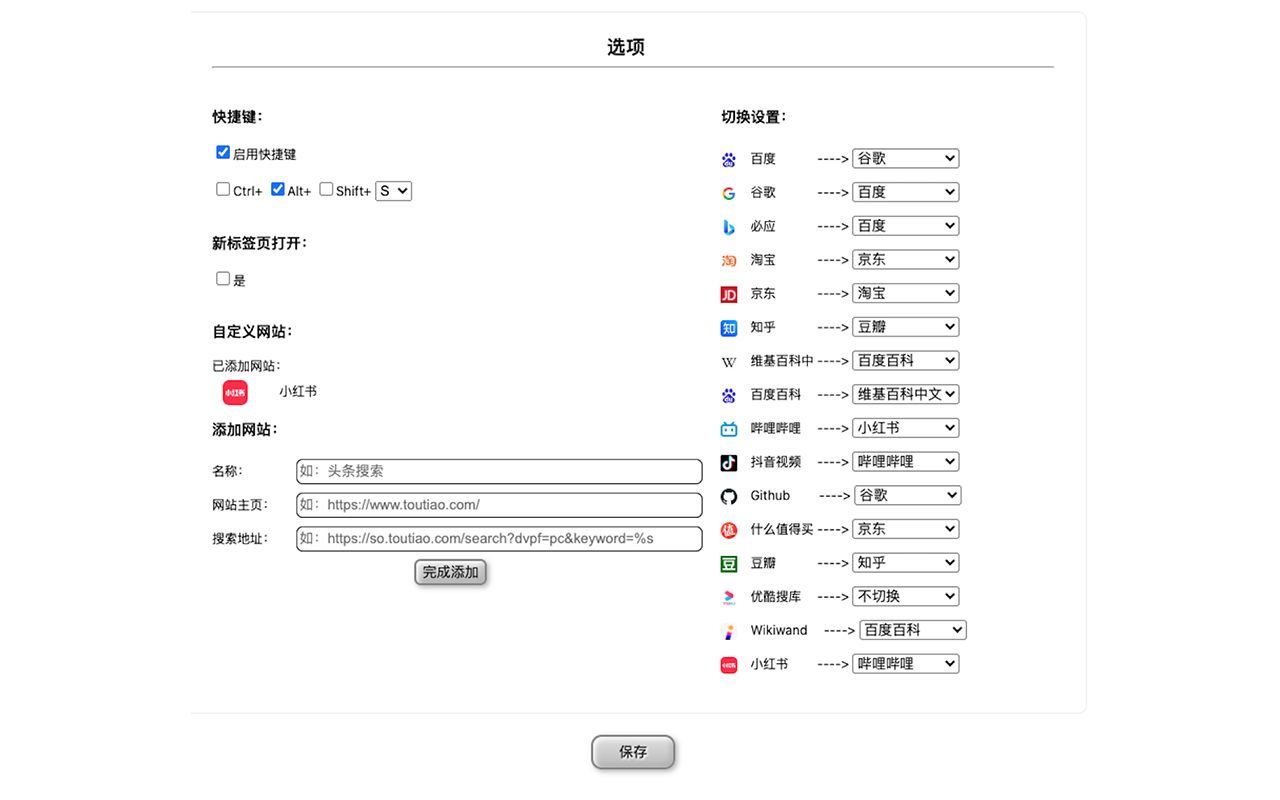 选项
快捷键：
启用快捷键
Ctrl+ Alt+ Shift+ S
新标签页打开：
是
自定义网站：
已添加网站：
小红书 小红书
添加网站：
名称： 如：头条搜索
网站主页： 如：https://www.toutiao.com/
搜索地址： 如：https://so.toutiao.com/search?dvpf=pc&keyword=%s
完成添加
切换设置：
百度 ----> 谷歌
谷歌 ----> 百度
必应 ----> 百度
淘 淘宝 ----> 京东
JD 京东 ----> 淘宝
知 知乎 ----> 豆瓣
W 维基百科中 ----> 百度百科
百度百科 ----> 维基百科中文
哔哩哔哩 ----> 小红书
抖音视频 ----> 哔哩哔哩
Github ----> 谷歌
值 什么值得买 ----> 京东
豆 豆瓣 ----> 知乎
优酷搜库 ----> 不切换
Wikiwand ----> 百度百科
小红书 ----> 哔哩哔哩
保存